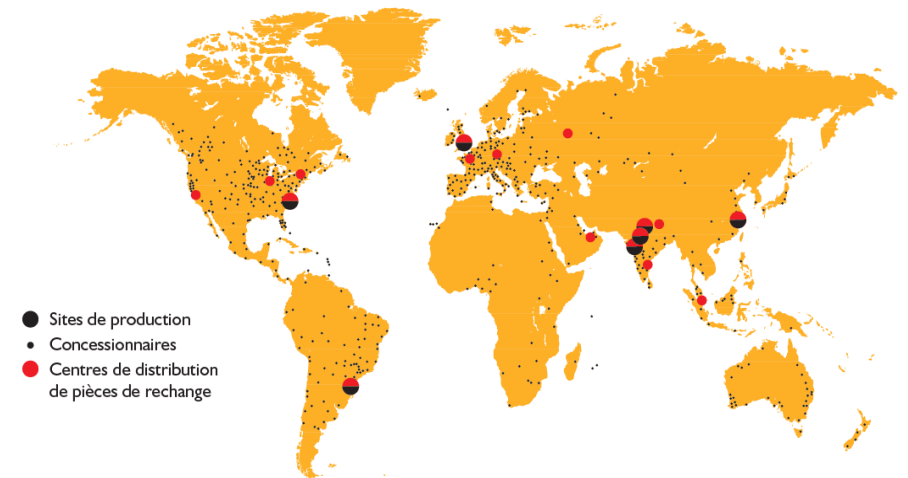 Sites de production
Concessionnaires
Centres de distribution
de pièces de rechange